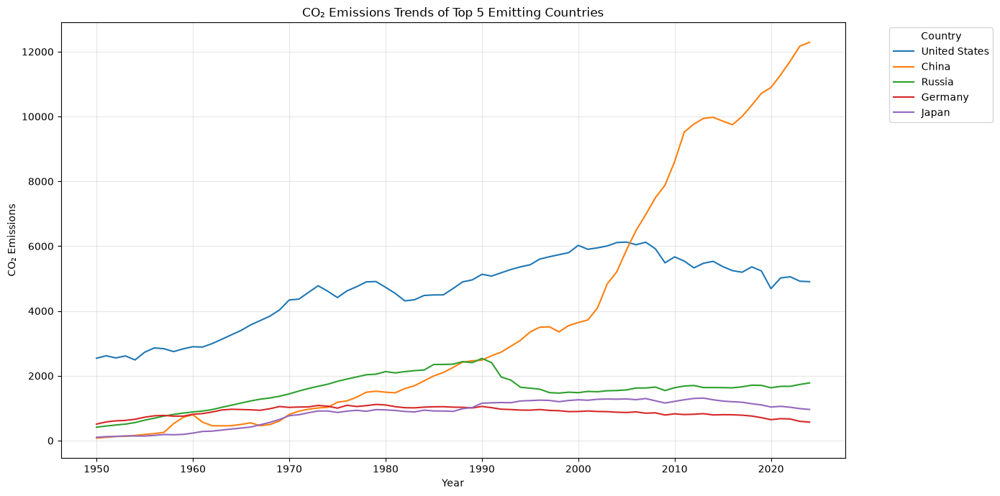 CO₂ Emissions Trends of Top 5 Emitting Countries
Country
United States
China
Russia
Germany
Japan
CO₂ Emissions
12000
10000
8000
6000
4000
2000
0
1950 1960 1970 1980 1990 2000 2010 2020
Year